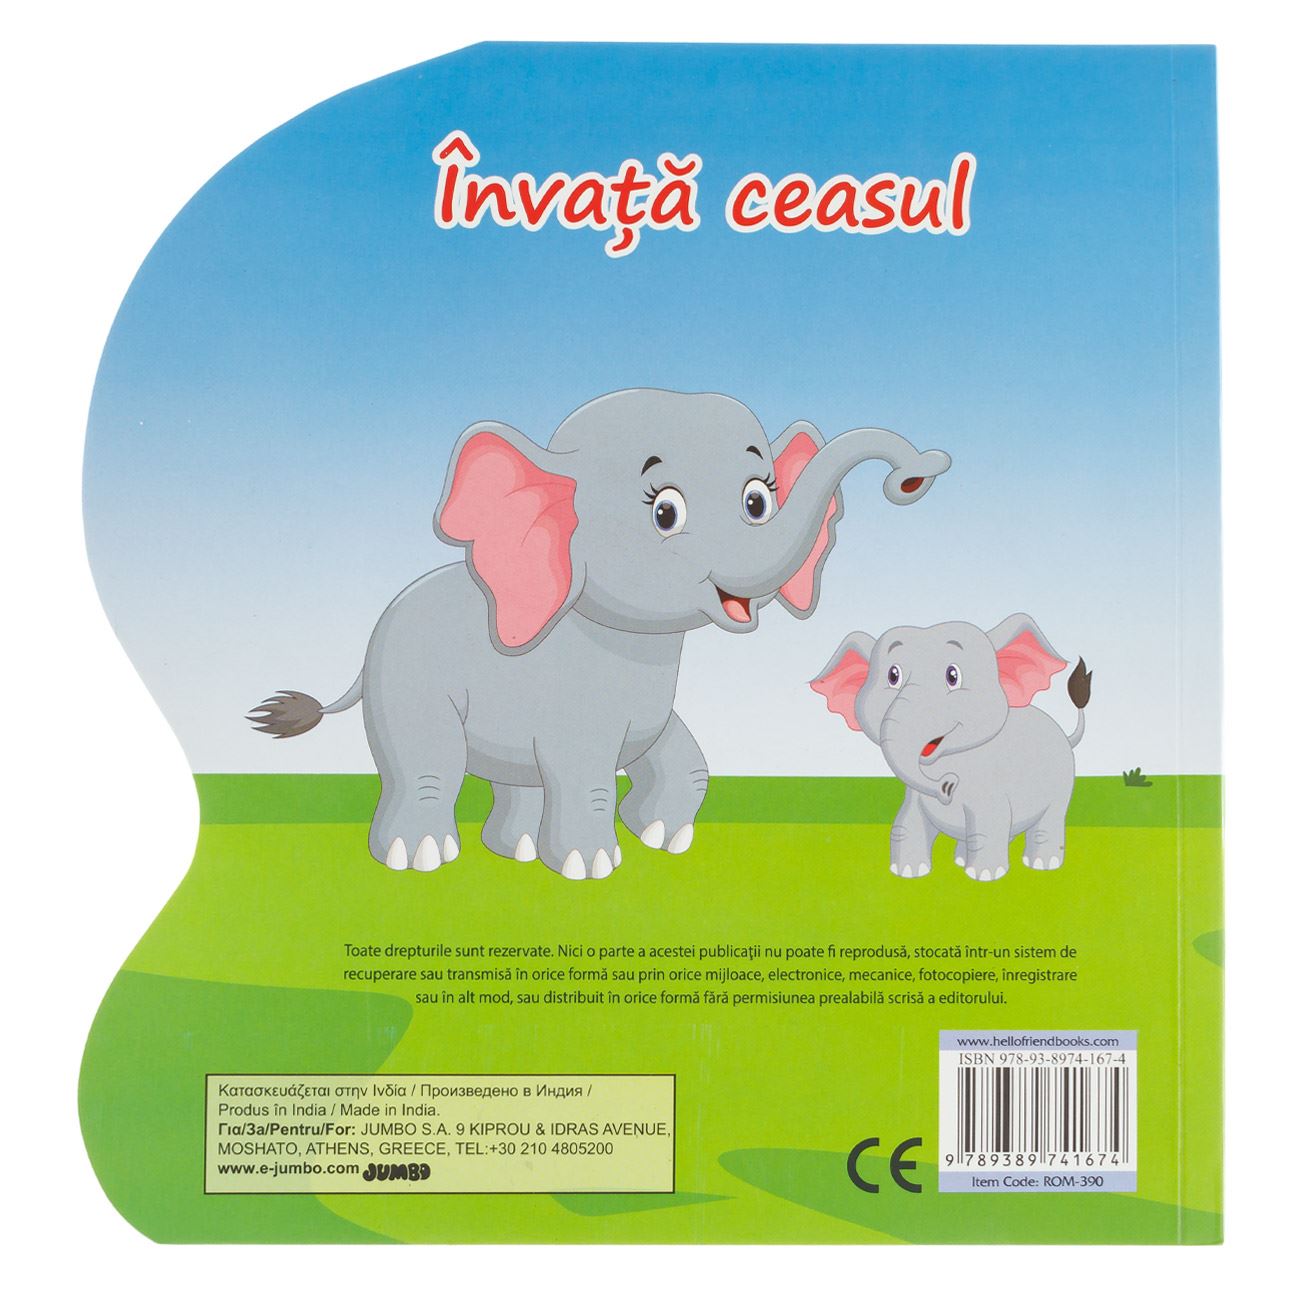 Învață ceasul
Toate drepturile sunt rezervate. Nici o parte a acestei publicaţii nu poate fi reprodusă, stocată într-un sistem de
recuperare sau transmisă în orice formă sau prin orice mijloace, electronice, mecanice, fotocopiere, înregistrare
sau în alt mod, sau distribuit în orice formă fără permisiunea prealabilă scrisă a editorului.
Κατασκευάζεται στην Ινδία / Произведено в Индия /
Produs în India / Made in India.
Για/За/Pentru/For: JUMBO S.A. 9 KIPROU & IDRAS AVENUE,
MOSHATO, ATHENS, GREECE, TEL:+30 210 4805200
www.e-jumbo.com JUMBO
CE
www.hellofriendbooks.com
ISBN 978-93-8974-167-4
9 789389 741674
Item Code: ROM-390